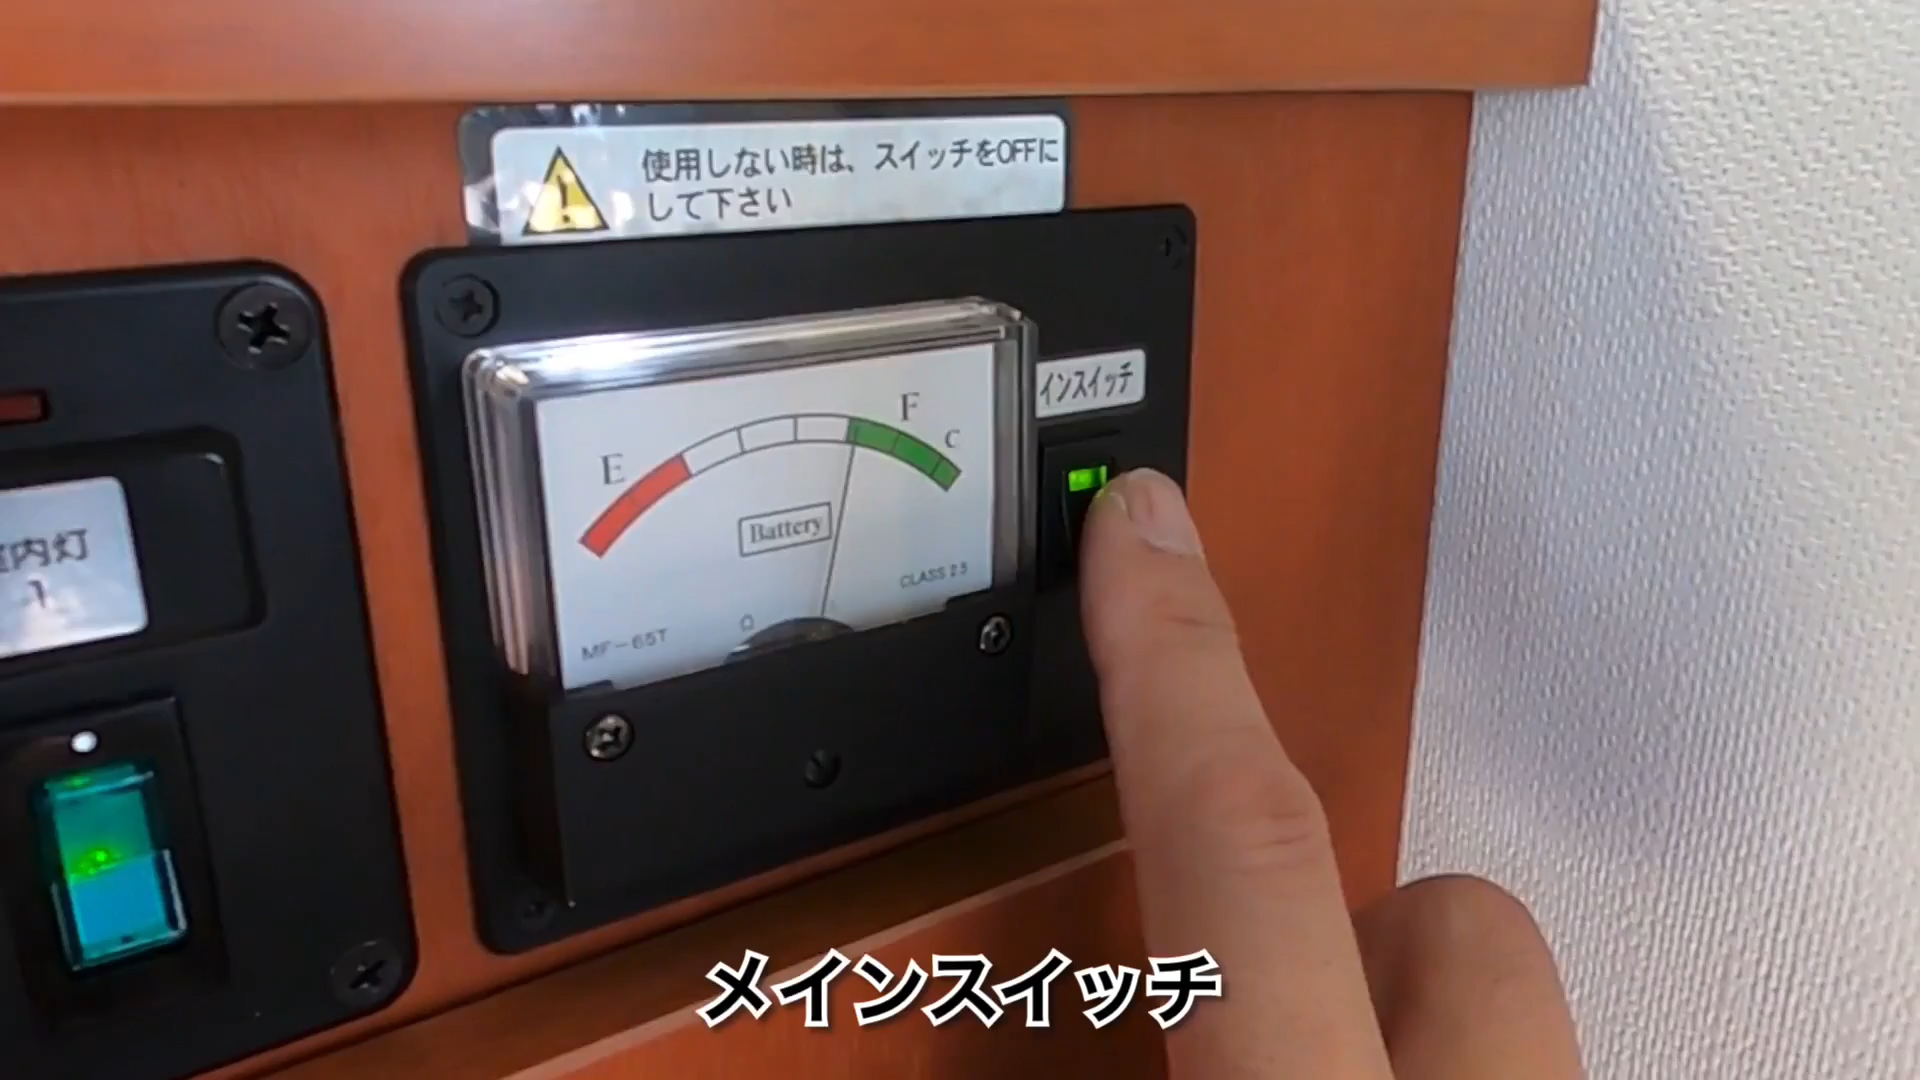 使用しない時は、スイッチをOFFに
して下さい
インスイッチ
E
F
C
Battery
CLASS 2.5
MF-65T
Ω
室内灯
1
メインスイッチ